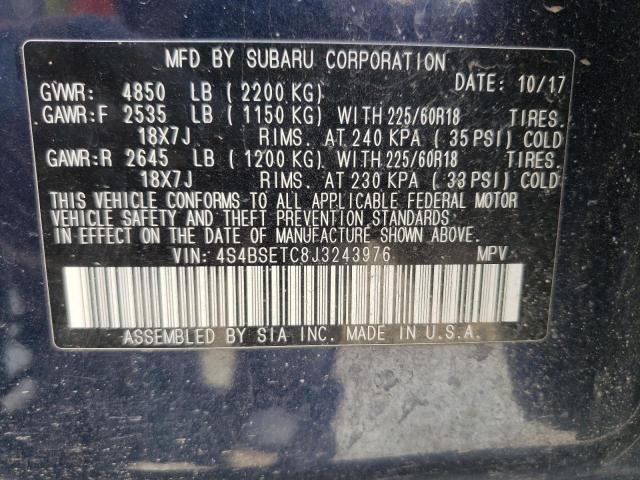 MFD BY SUBARU CORPORATION
DATE: 10/17
GVWR: 4850 LB (2200 KG)
GAWR:F 2535 LB (1150 KG) WITH 225/60R18 TIRES.
18X7J RIMS. AT 240 KPA (35 PSI) COLD
GAWR:R 2645 LB (1200 KG) WITH 225/60R18 TIRES.
18X7J RIMS. AT 230 KPA (33 PSI) COLD
THIS VEHICLE CONFORMS TO ALL APPLICABLE FEDERAL MOTOR
VEHICLE SAFETY AND THEFT PREVENTION STANDARDS
IN EFFECT ON THE DATE OF MANUFACTURE SHOWN ABOVE.
VIN: 4S4BSETC8J3243976 MPV
ASSEMBLED BY SIA INC. MADE IN U.S.A.